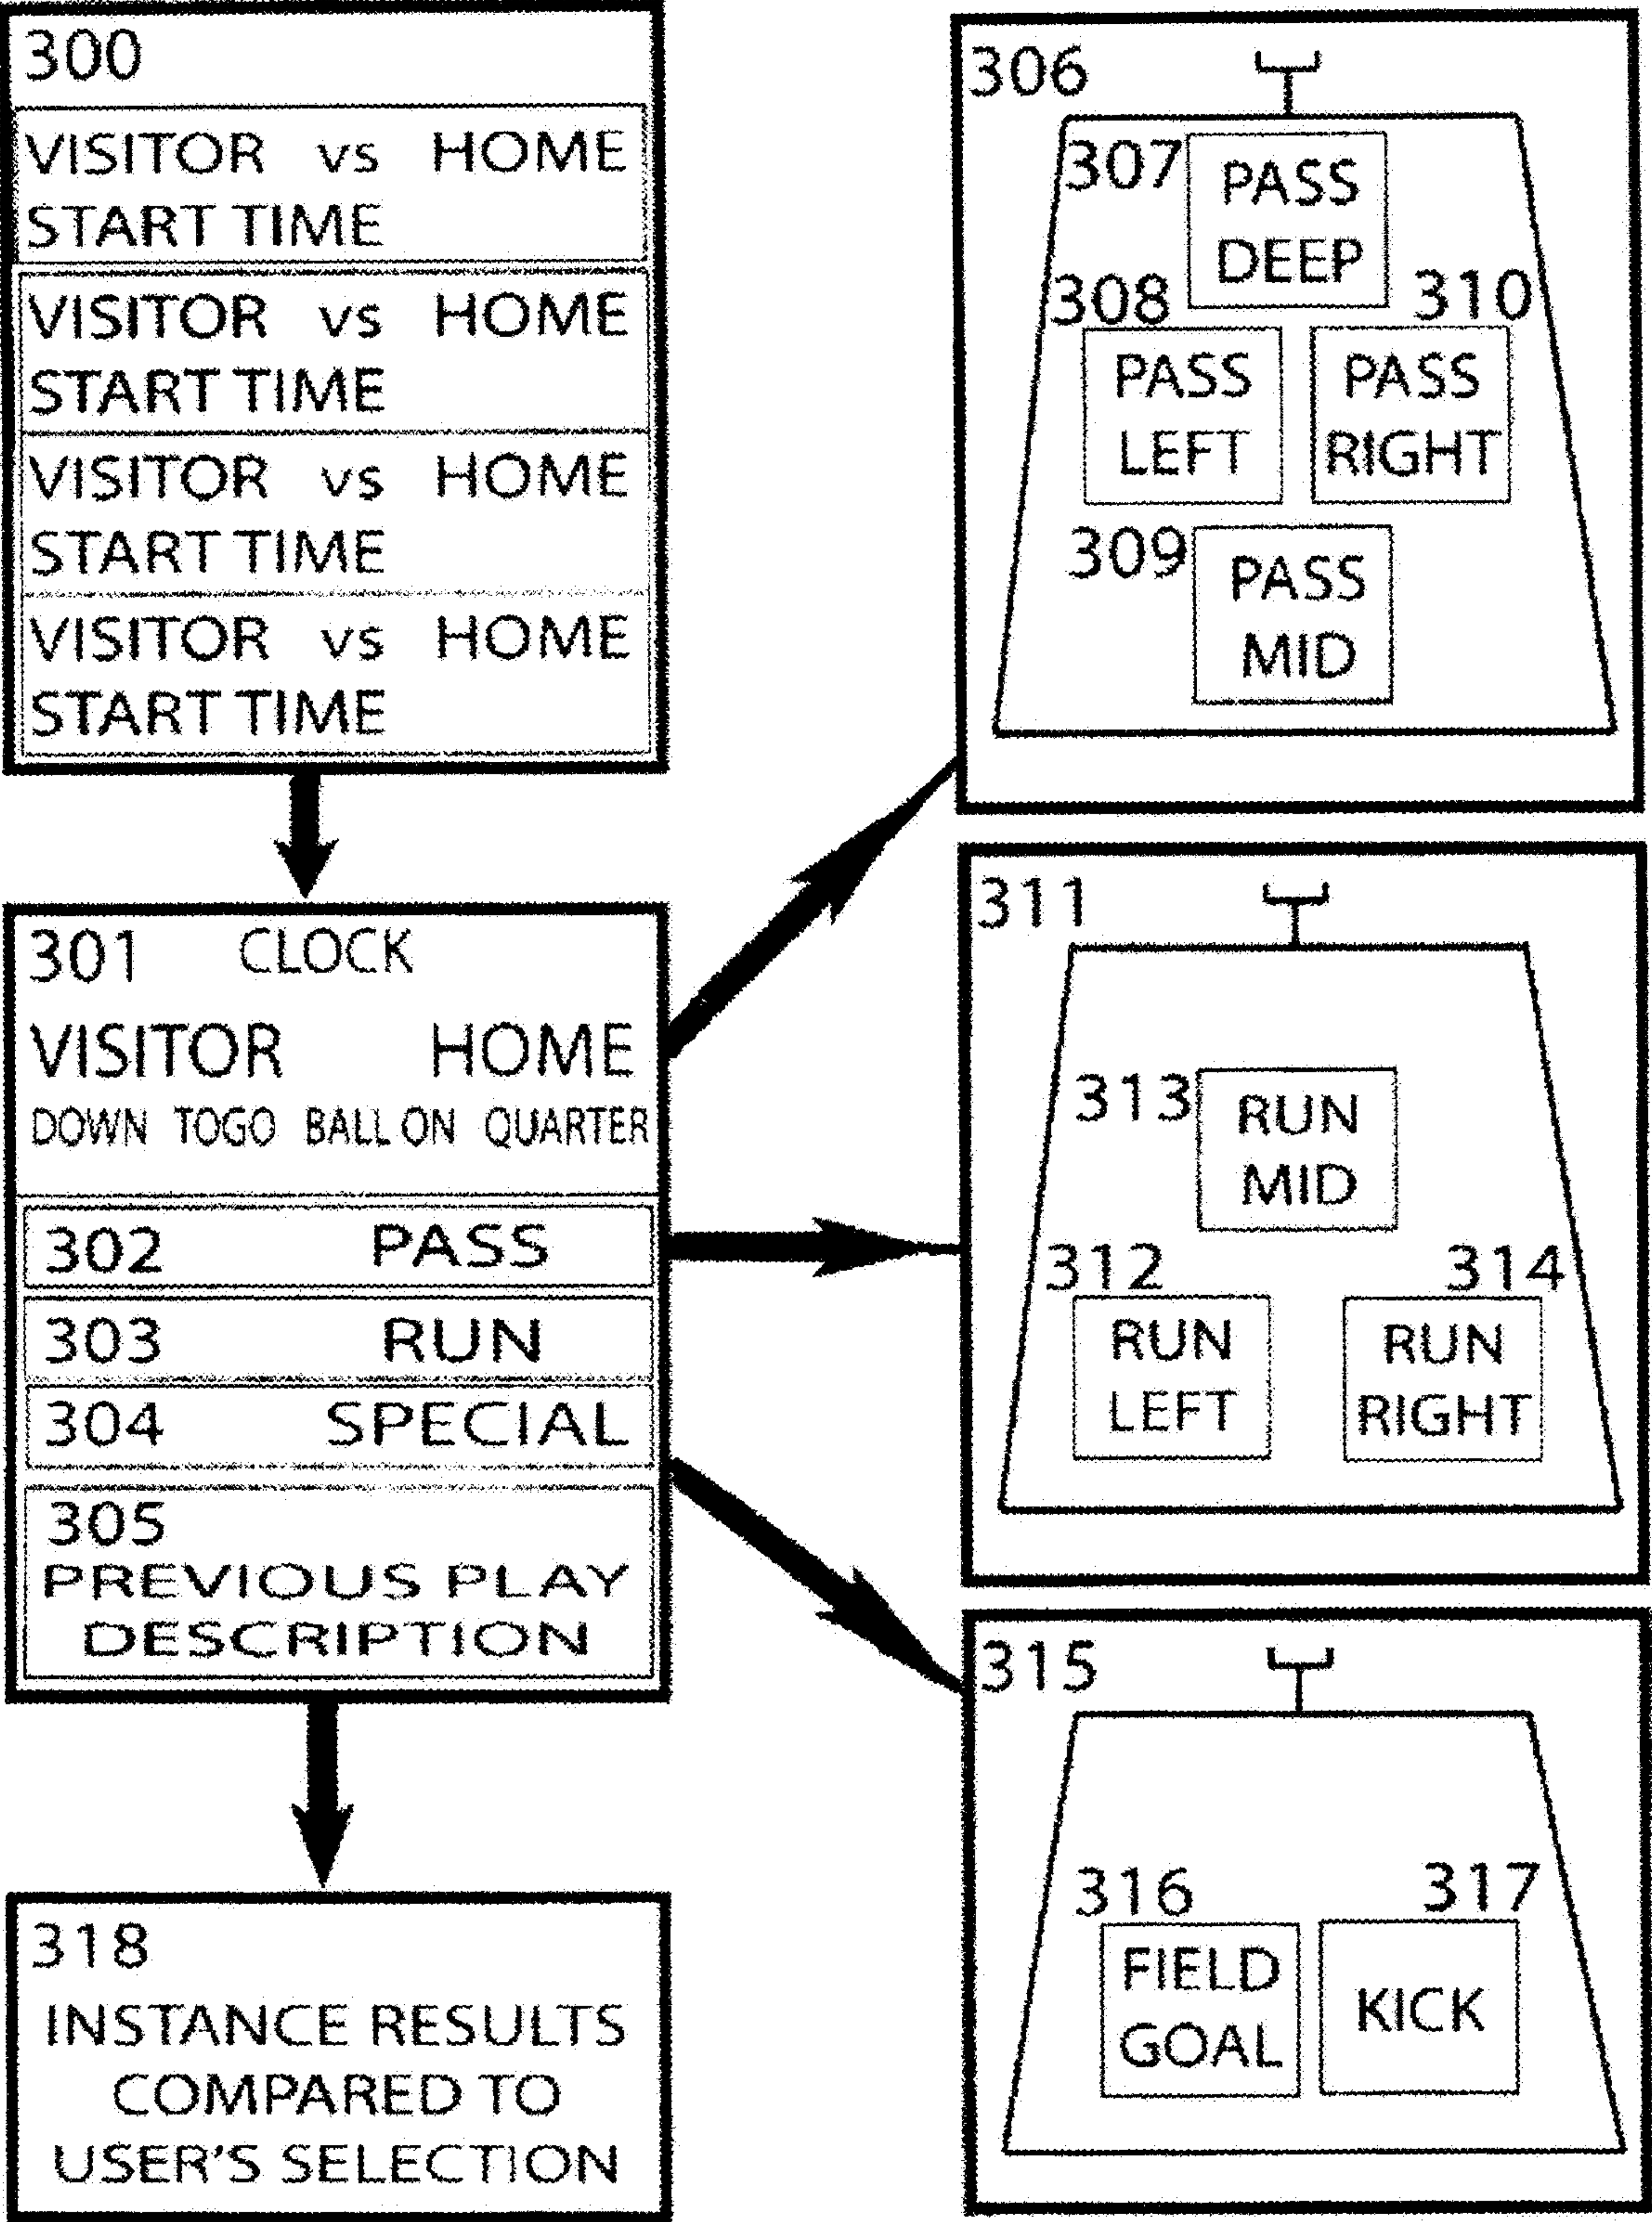 300
VISITOR vs HOME
START TIME
VISITOR vs HOME
START TIME
VISITOR vs HOME
START TIME
VISITOR vs HOME
START TIME
301 CLOCK
VISITOR HOME
DOWN TOGO BALL ON QUARTER
302 PASS
303 RUN
304 SPECIAL
305
PREVIOUS PLAY
DESCRIPTION
318
INSTANCE RESULTS
COMPARED TO
USER'S SELECTION
306
307
PASS
DEEP
308
PASS
LEFT
310
PASS
RIGHT
309
PASS
MID
311
313
RUN
MID
312
RUN
LEFT
314
RUN
RIGHT
315
316
FIELD
GOAL
317
KICK